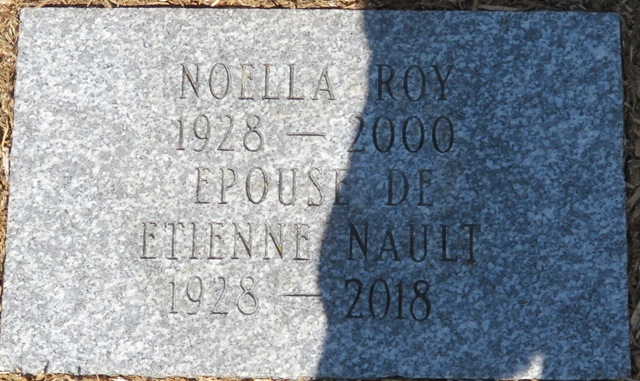 NOELLA ROY
1928 — 2000
EPOUSE DE
ETIENNE NAULT
1928 — 2018